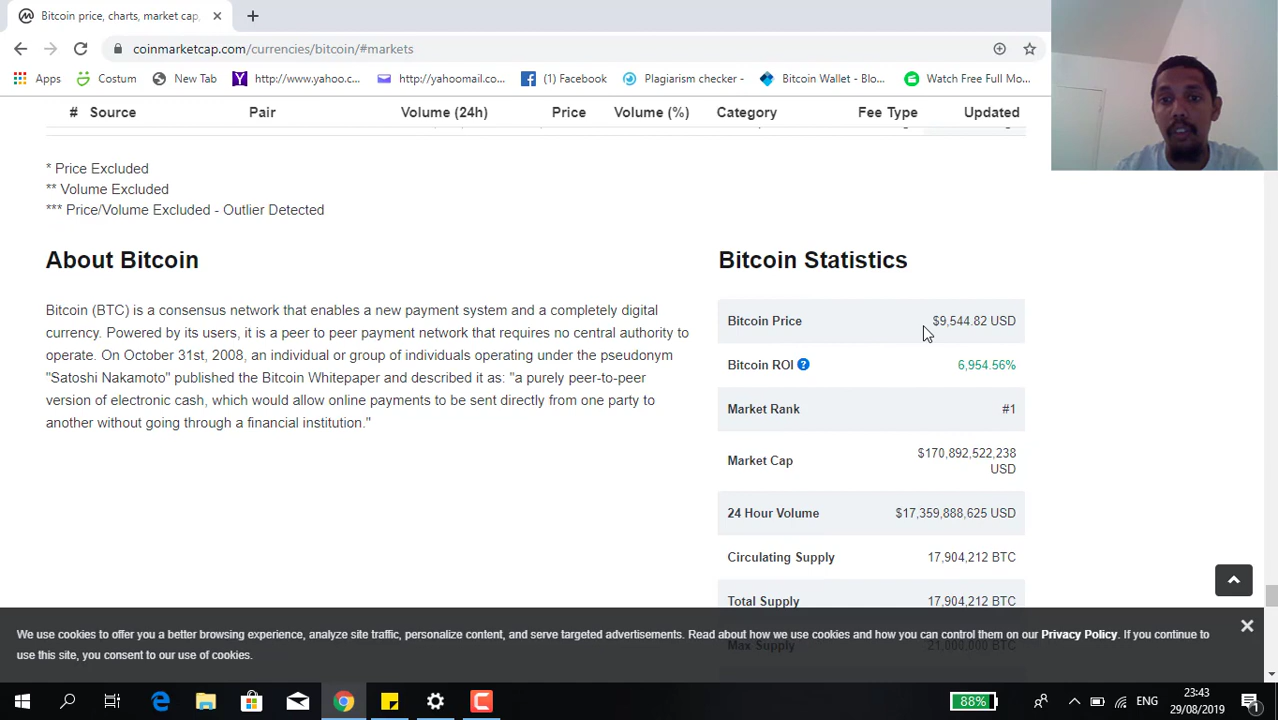 Bitcoin price, charts, market cap,
coinmarketcap.com/currencies/bitcoin/#markets
Apps Costum New Tab http://www.yahoo.c... http://yahoomail.co... (1) Facebook Plagiarism checker - Bitcoin Wallet - Blo... Watch Free Full Mo...
# Source Pair Volume (24h) Price Volume (%) Category Fee Type Updated
* Price Excluded
** Volume Excluded
*** Price/Volume Excluded - Outlier Detected
About Bitcoin
Bitcoin (BTC) is a consensus network that enables a new payment system and a completely digital
currency. Powered by its users, it is a peer to peer payment network that requires no central authority to
operate. On October 31st, 2008, an individual or group of individuals operating under the pseudonym
"Satoshi Nakamoto" published the Bitcoin Whitepaper and described it as: "a purely peer-to-peer
version of electronic cash, which would allow online payments to be sent directly from one party to
another without going through a financial institution."
Bitcoin Statistics
Bitcoin Price $9,544.82 USD
Bitcoin ROI ? 6,954.56%
Market Rank #1
Market Cap $170,892,522,238
USD
24 Hour Volume $17,359,888,625 USD
Circulating Supply 17,904,212 BTC
Total Supply 17,904,212 BTC
Max Supply 21,000,000 BTC
We use cookies to offer you a better browsing experience, analyze site traffic, personalize content, and serve targeted advertisements. Read about how we use cookies and how you can control them on our Privacy Policy. If you continue to
use this site, you consent to our use of cookies.
88% ENG 23:43
29/08/2019 1